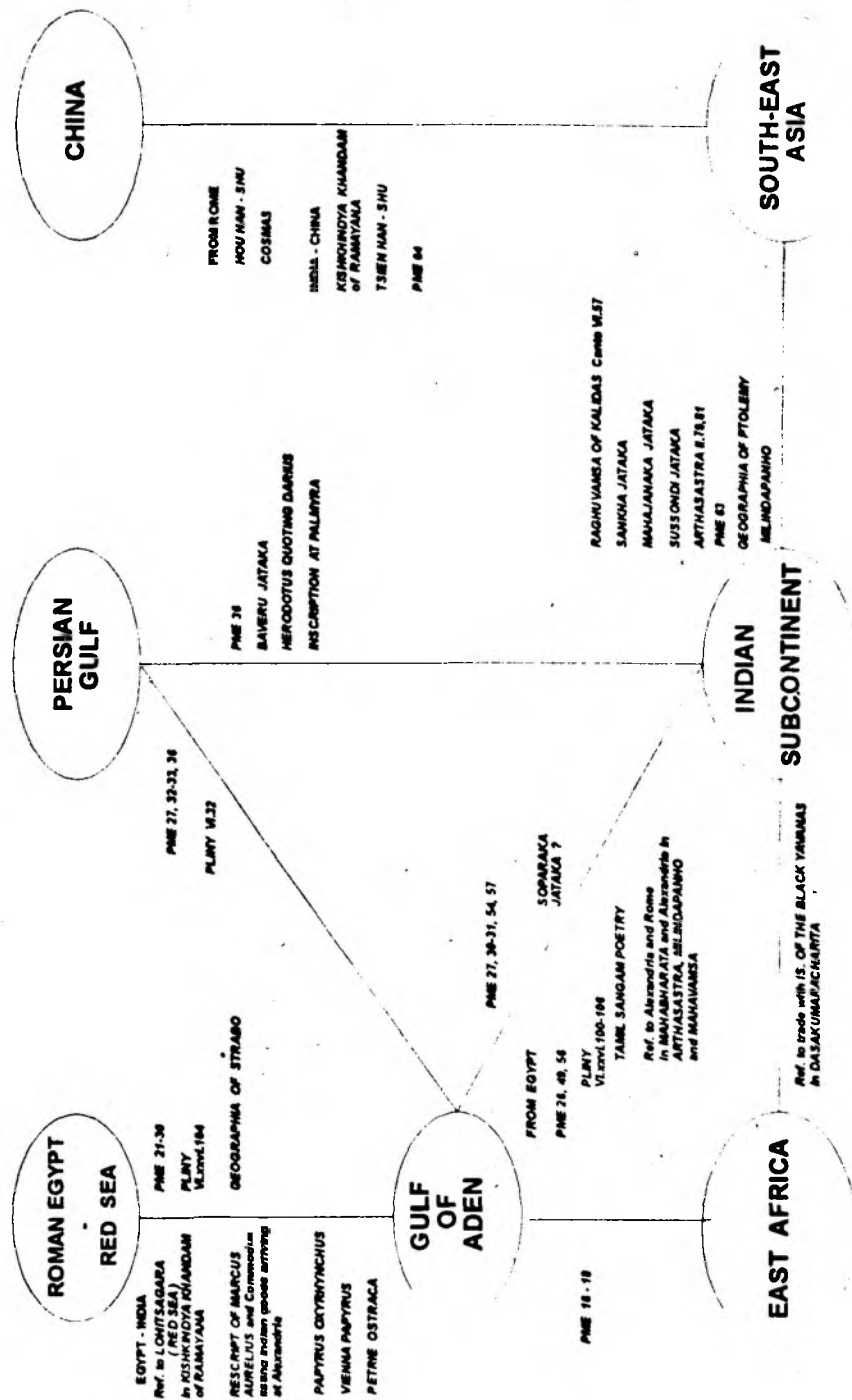 ROMAN EGYPT
RED SEA
EGYPT - INDIA
Ref. to LOHITSAGARA
( RED SEA )
in KISHKINDYA KHANDAM
of RAMAYANA
RESCRIPT OF MARCUS
AURELIUS and Commodum
indian goods arriving
at Alexandria
PAPYRUS OXYRHYNCHUS
VIENNA PAPYRUS
PETRIE OSTRACA
PME 21-30
PLINY
VI.xxvi.104
GEOGRAPHIA OF STRABO
PERSIAN
GULF
PME 27, 32-33, 36
PLINY VI.32
PME 36
BAVERU JATAKA
HERODOTUS QUOTING DARIUS
INSCRIPTION AT PALMYRA
CHINA
FROM ROME
HOU HAN - SHU
COSMAS
INDIA - CHINA
KISHKHINDYA KHANDAM
of RAMAYANA
TSIEN HAN - SHU
PME 64
GULF
OF
ADEN
PME 27, 30-31, 54, 57
SOPARAKA
JATAKA ?
FROM EGYPT
PME 26, 49, 56
PLINY
VI.xxvi.100-106
TAMIL SANGAM POETRY
Ref. to Alexandria and Rome
in MAHABHARATA and Alexandria in
ARTHASASTRA, MILINDAPANHO
and MAHAVAMSA
RAGHUVAMSA OF KALIDAS Canto VI.57
SANKHA JATAKA
MAHAJANAKA JATAKA
SUSSONDI JATAKA
ARTHASASTRA II.78,81
PME 63
GEOGRAPHIA OF PTOLEMY
MILINDAPANHO
PME 16 - 18
EAST AFRICA
Ref. to trade with IS. OF THE BLACK YAVANAS
in DASAKUMARACHARITA
INDIAN
SUBCONTINENT
SOUTH-EAST
ASIA